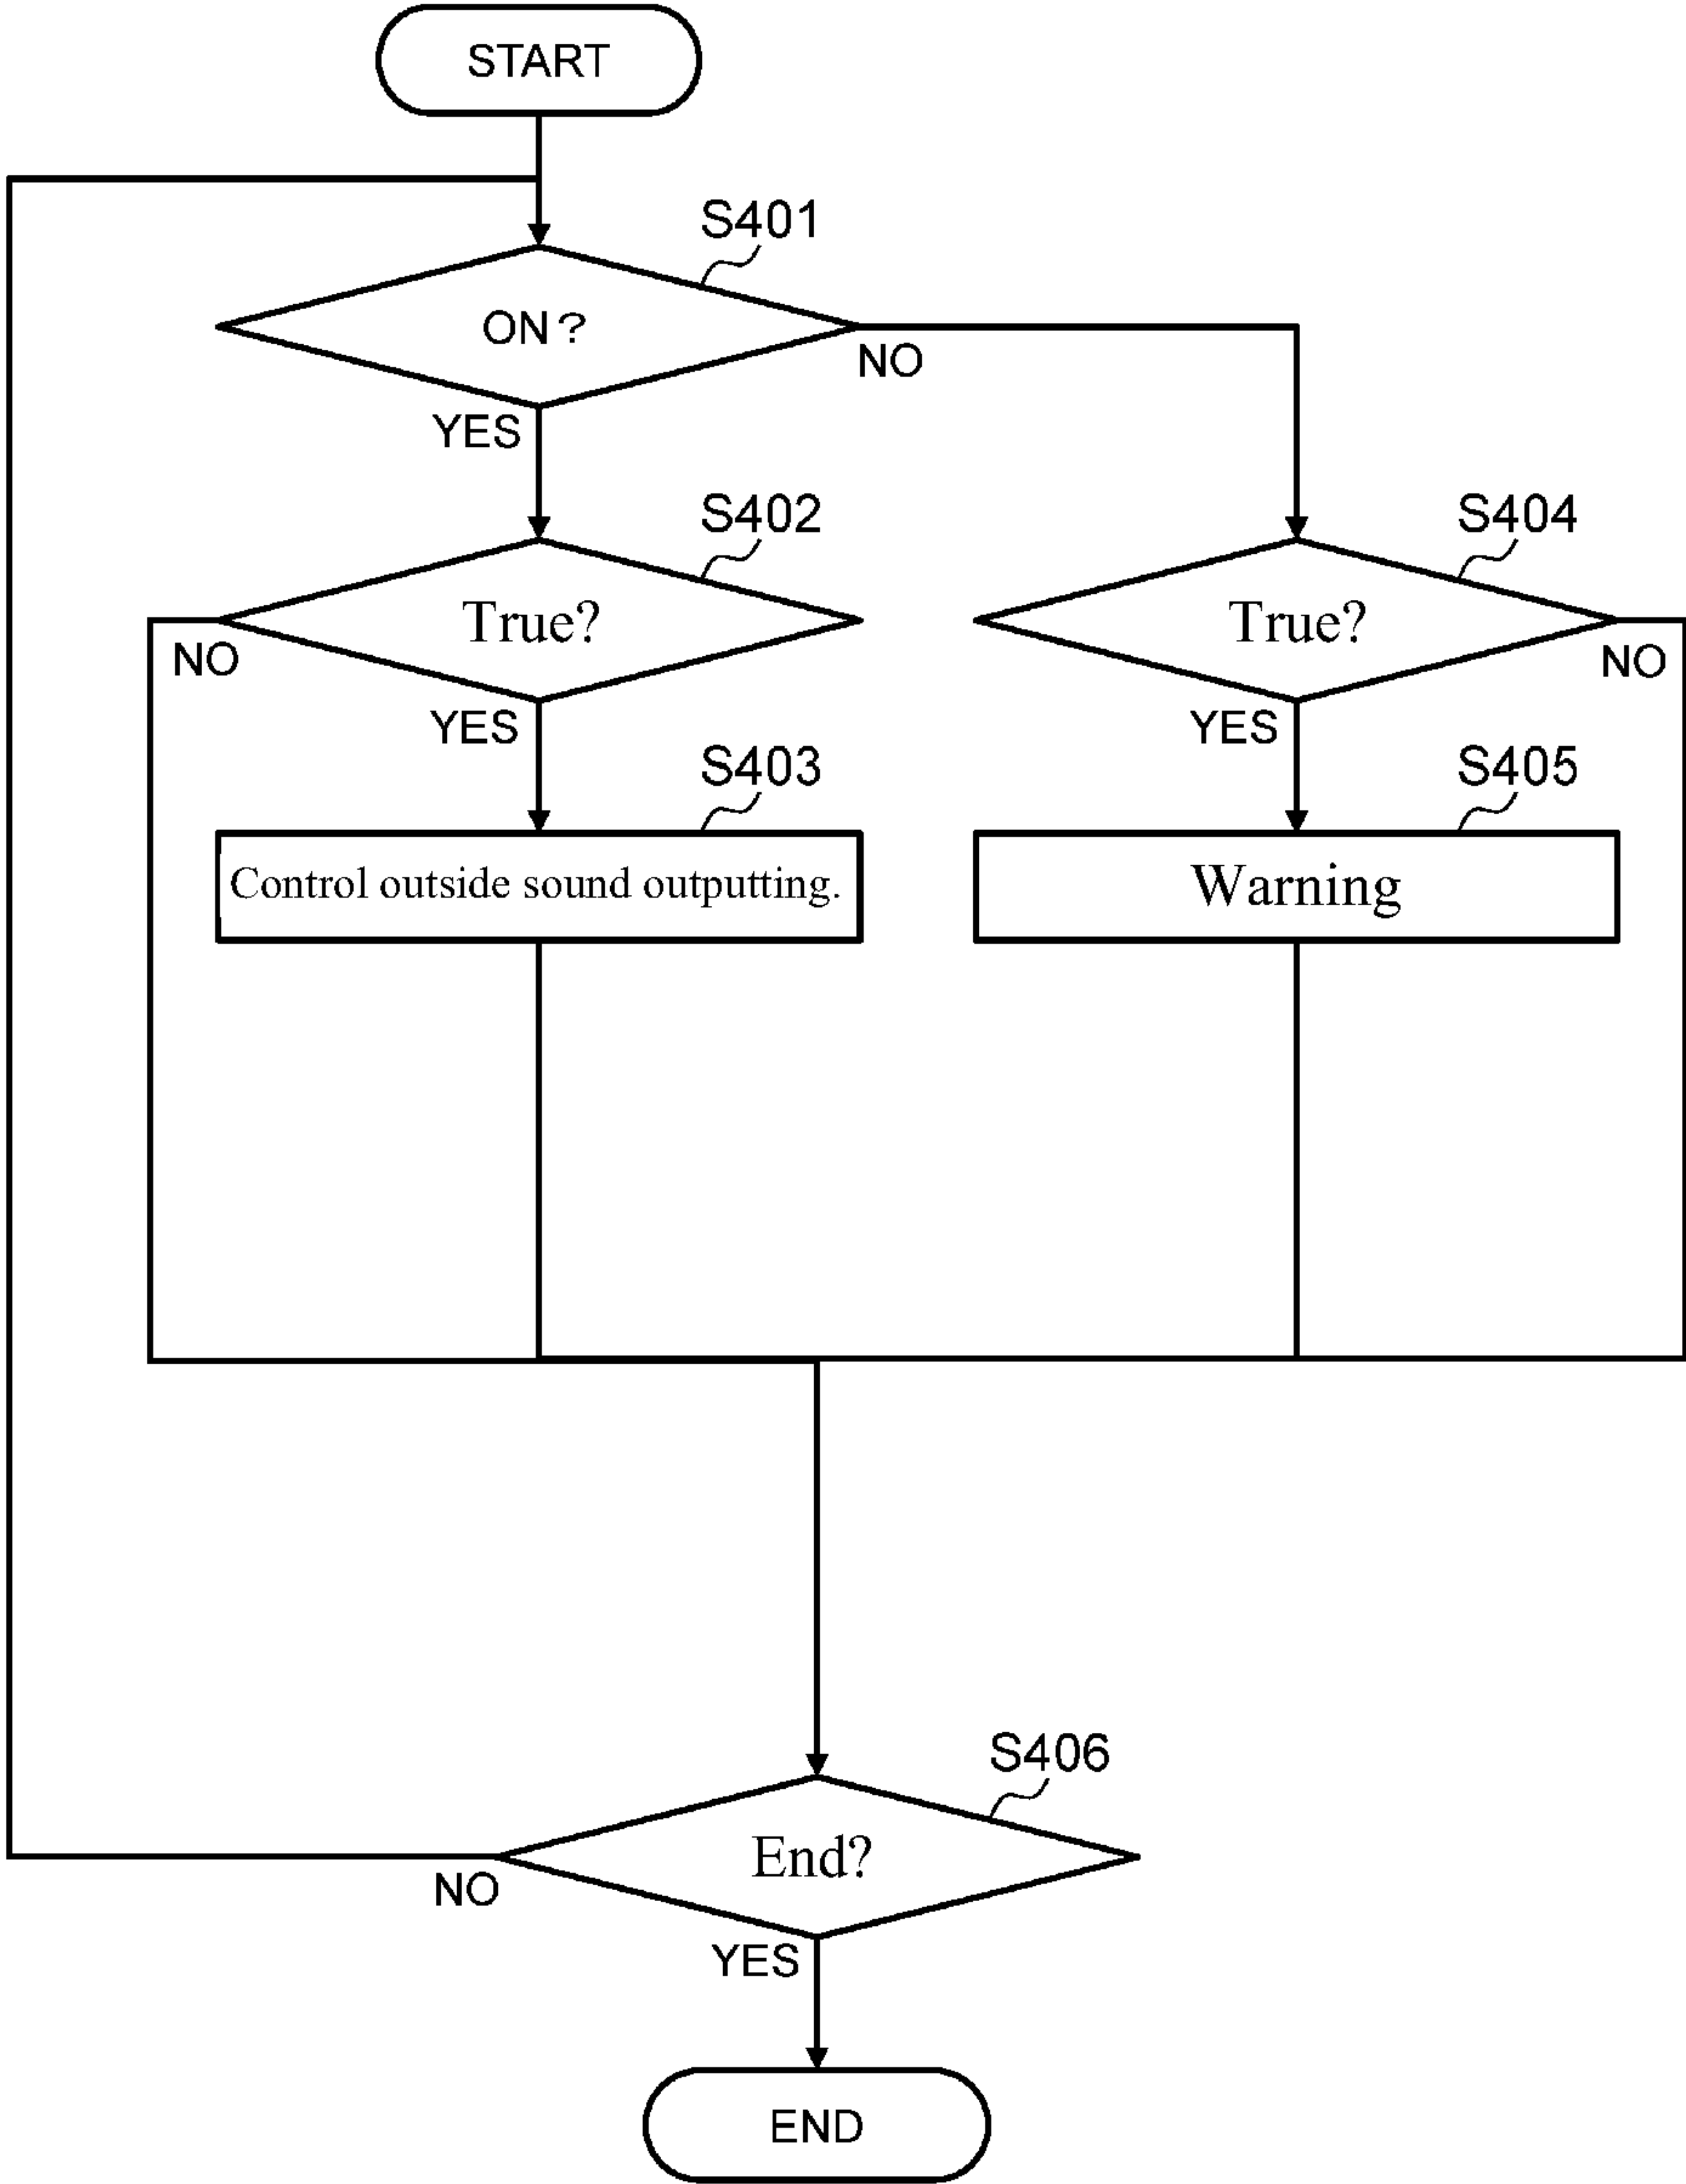 START
S401
ON?
NO
YES
S402
S404
True?
True?
NO
NO
YES
YES
S403
S405
Control outside sound outputting.
Warning
S406
End?
NO
YES
END